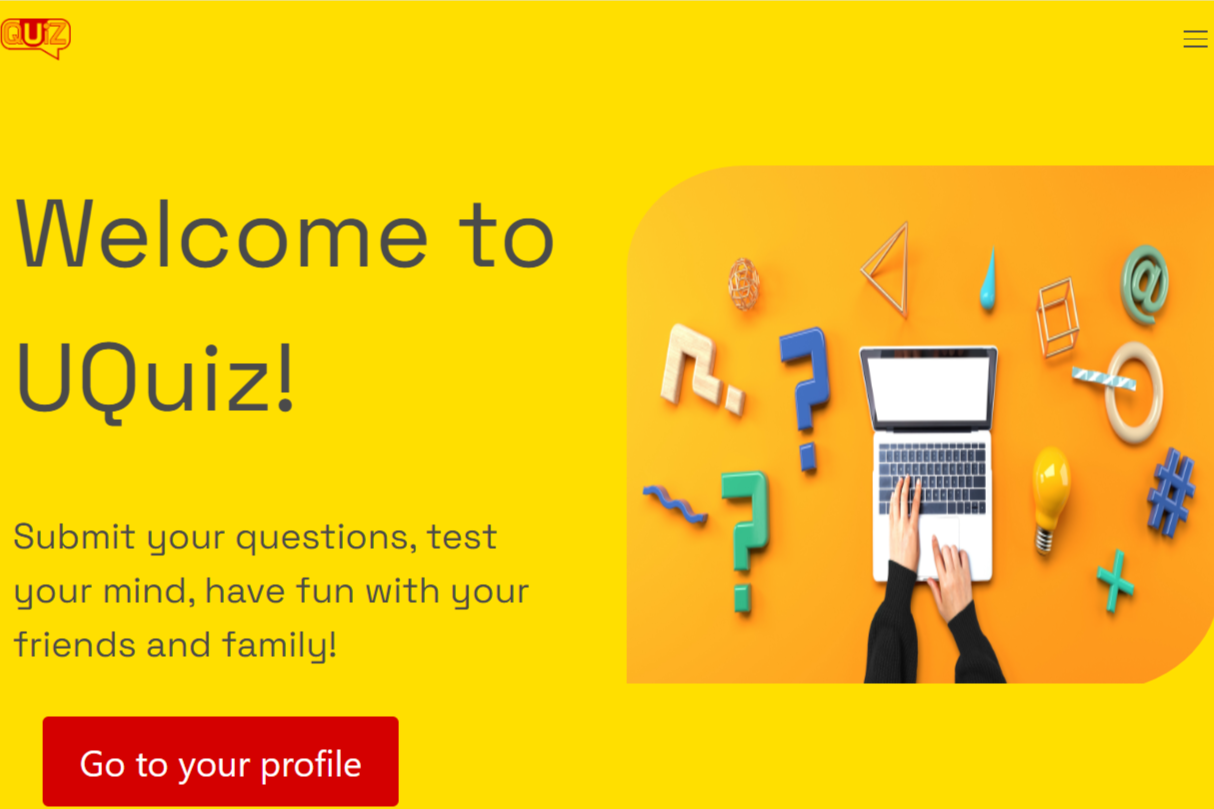 QUiZ
Welcome to
UQuiz!
Submit your questions, test
your mind, have fun with your
friends and family!
Go to your profile
@
#